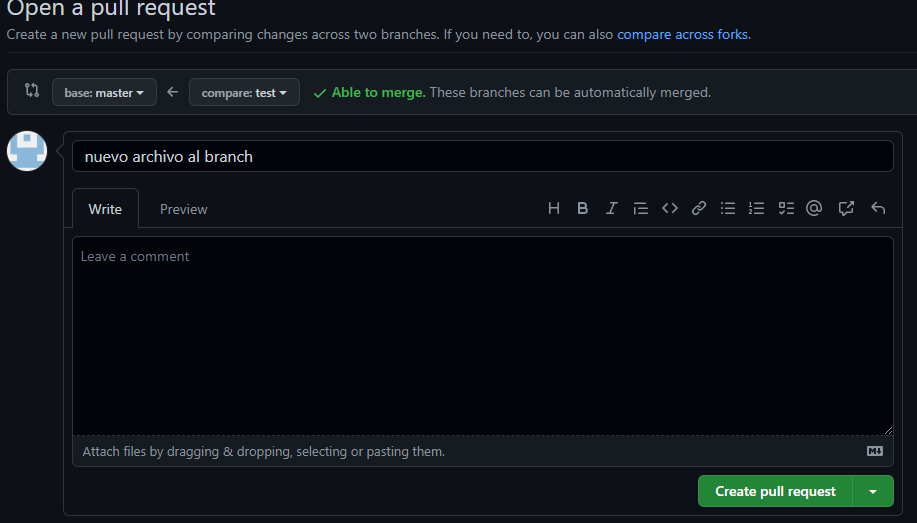 Open a pull request
Create a new pull request by comparing changes across two branches. If you need to, you can also compare across forks.
base: master
compare: test
Able to merge. These branches can be automatically merged.
nuevo archivo al branch
Write Preview
Leave a comment
Attach files by dragging & dropping, selecting or pasting them.
Create pull request